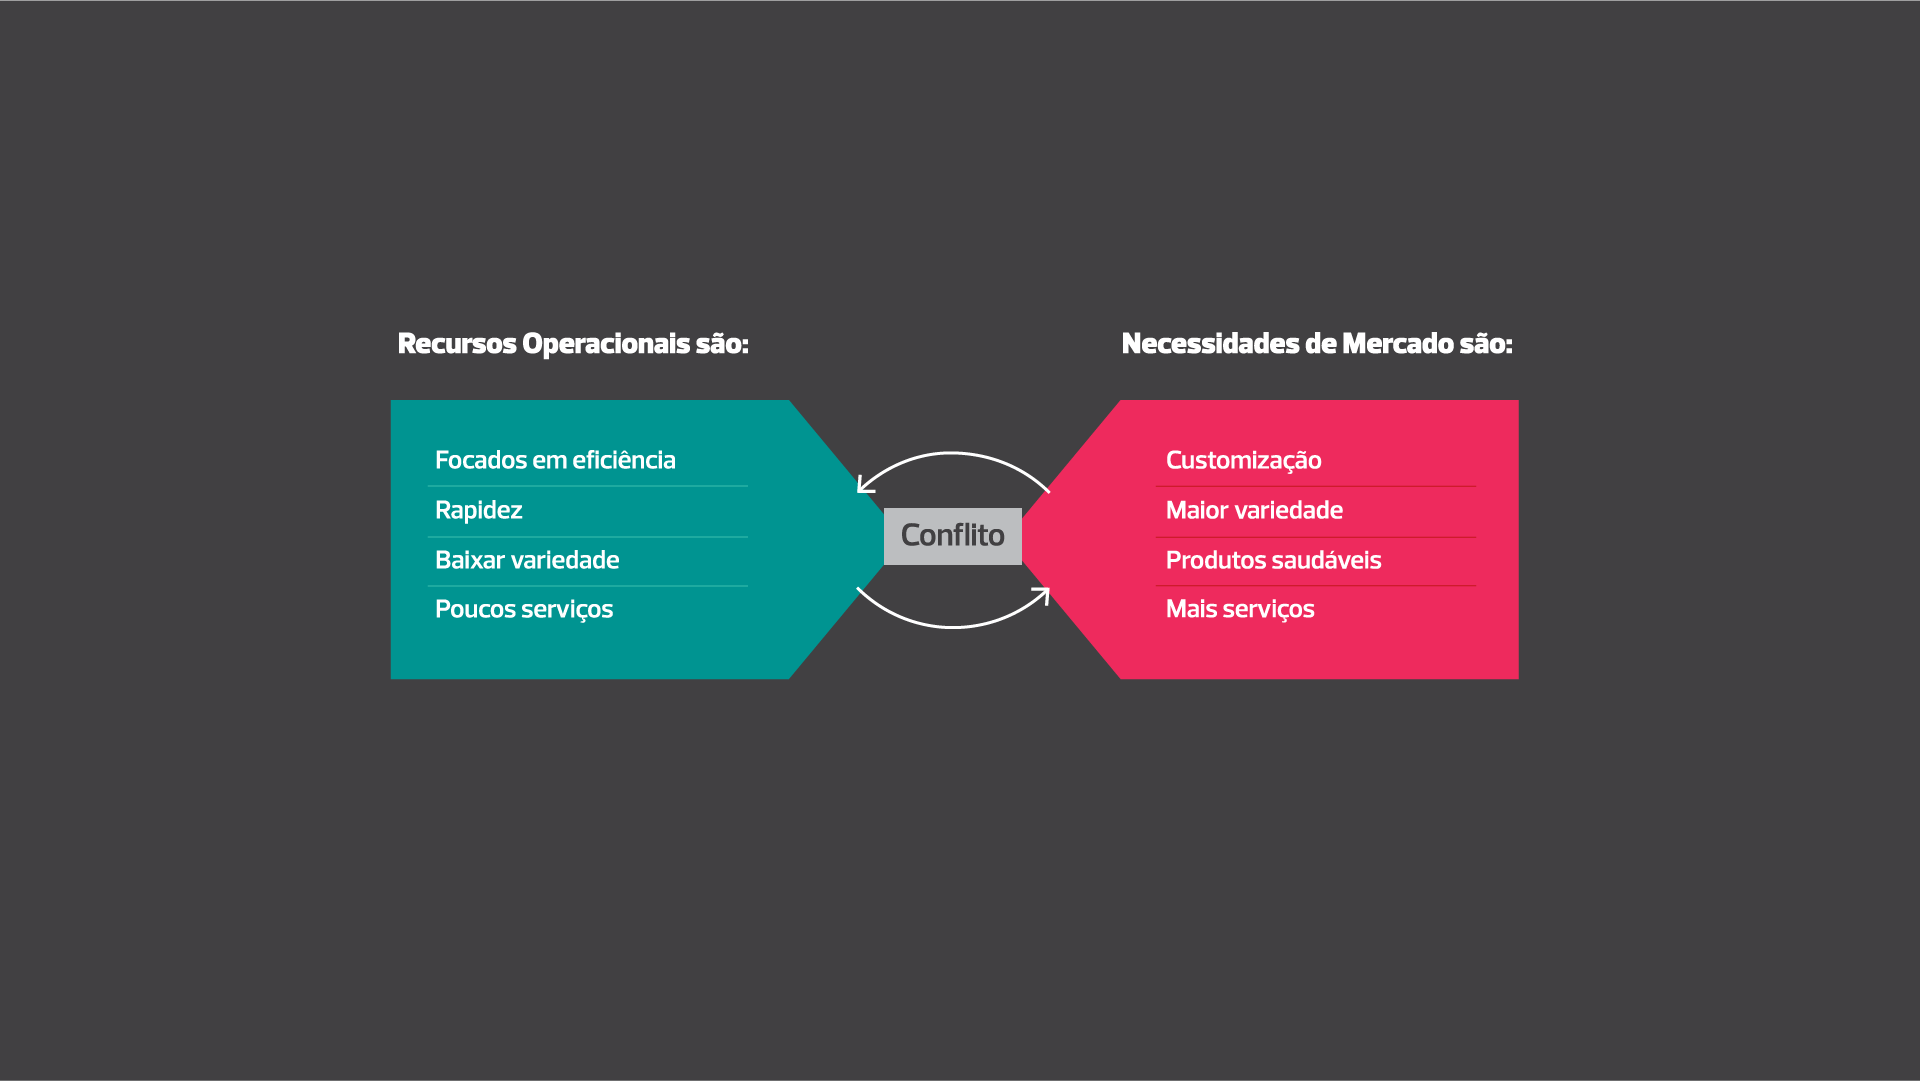 Recursos Operacionais são:
Focados em eficiência
Rapidez
Baixar variedade
Poucos serviços
Conflito
Necessidades de Mercado são:
Customização
Maior variedade
Produtos saudáveis
Mais serviços